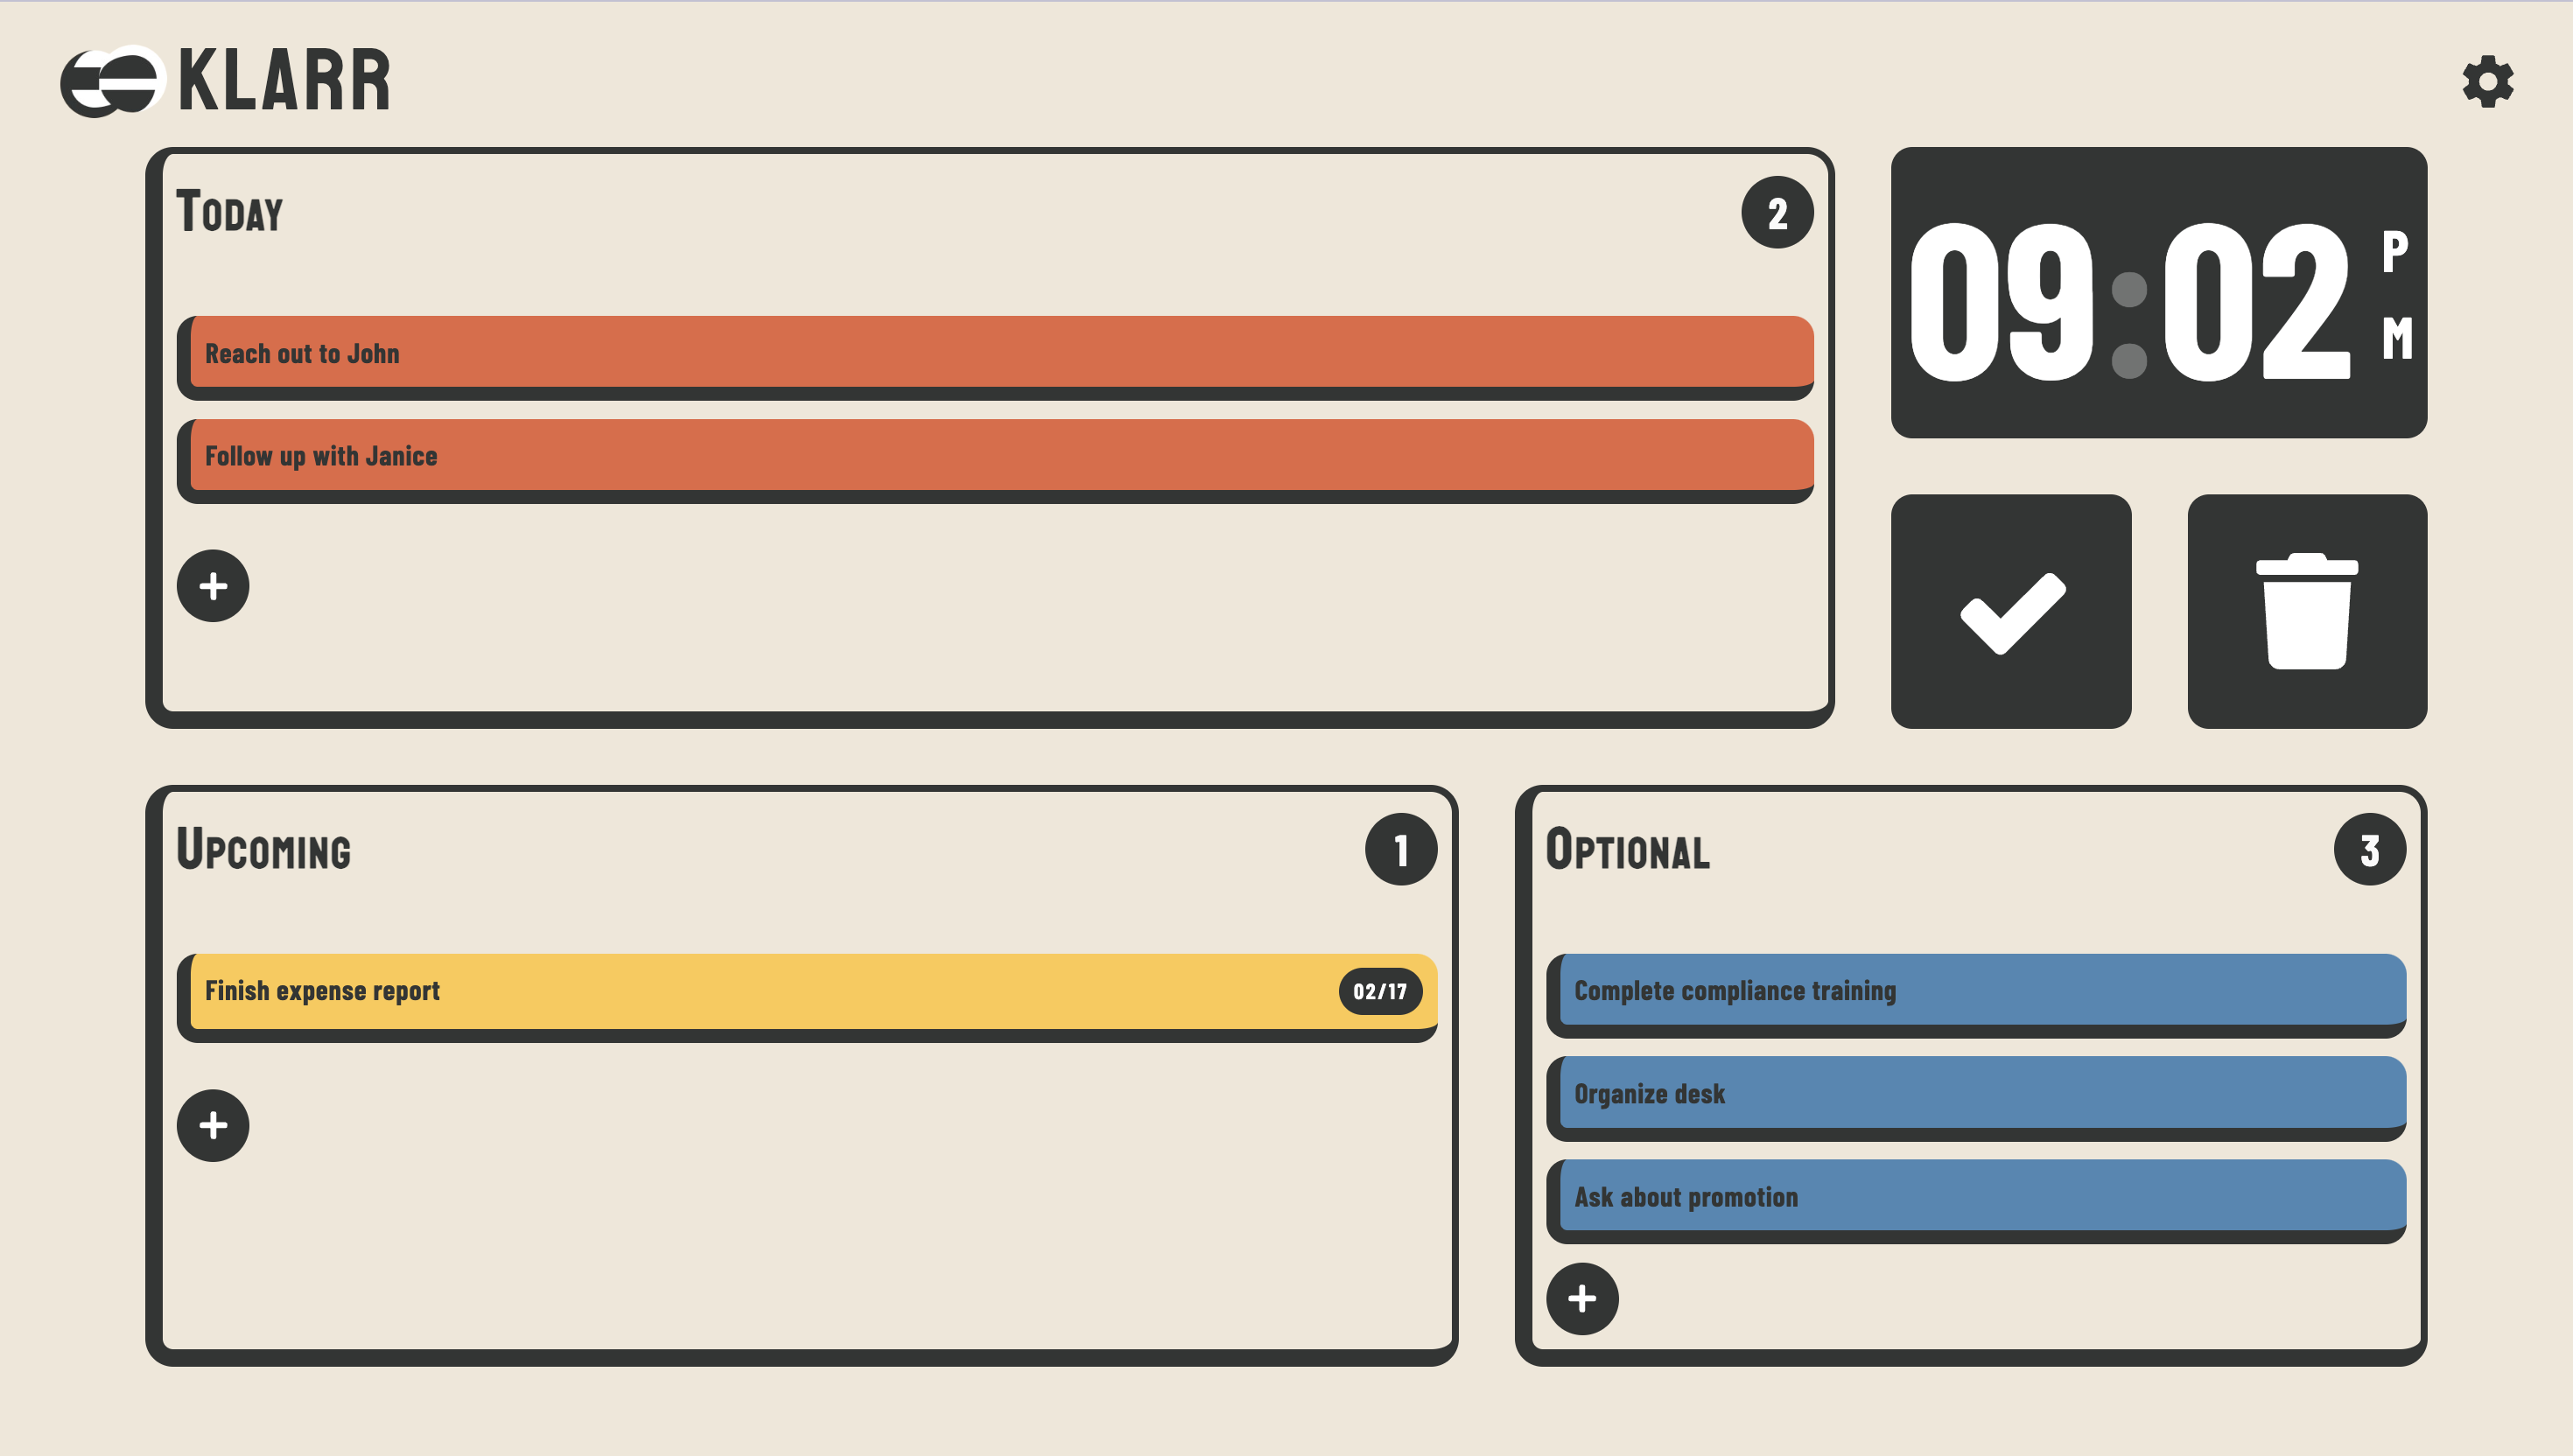 KLARR
Today
2
Reach out to John
Follow up with Janice
09:02 PM
Upcoming
1
Finish expense report
02/17
Optional
3
Complete compliance training
Organize desk
Ask about promotion